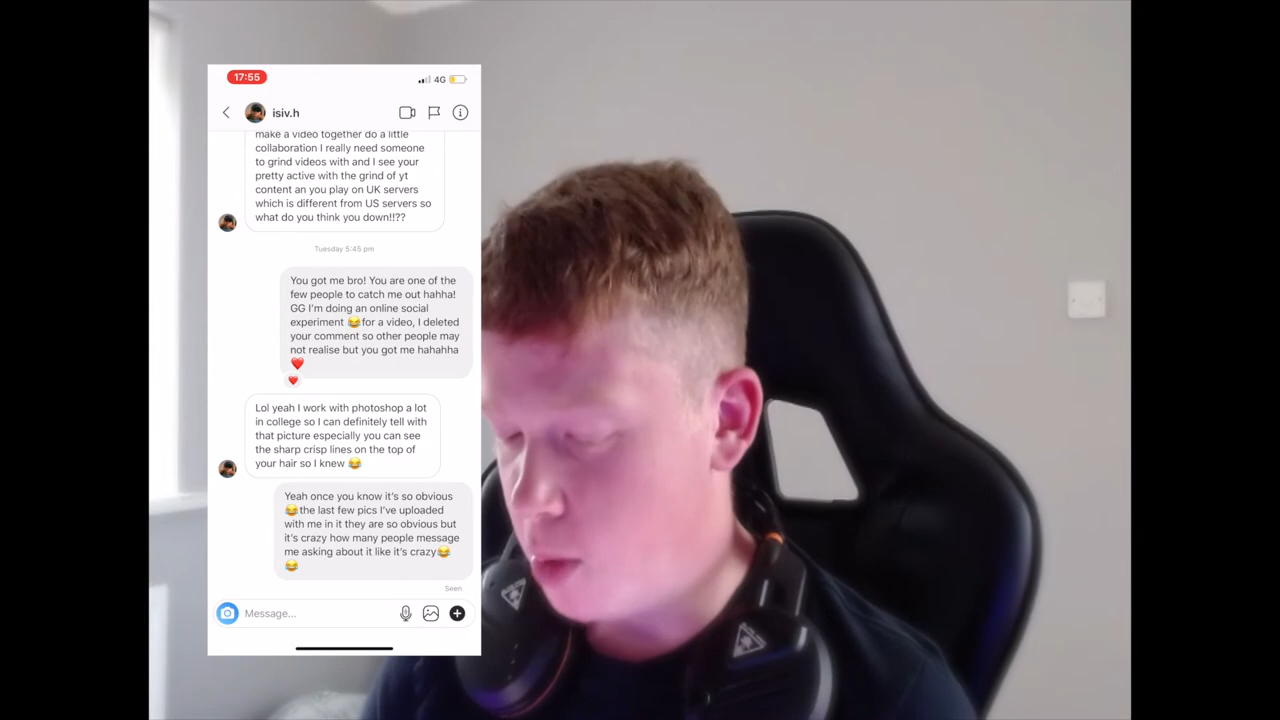 17:55
4G
isiv.h
make a video together do a little
collaboration I really need someone
to grind videos with and I see your
pretty active with the grind of yt
content an you play on UK servers
which is different from US servers so
what do you think you down!!??
Tuesday 5:45 pm
You got me bro! You are one of the
few people to catch me out hahha!
GG I'm doing an online social
experiment 😂for a video, I deleted
your comment so other people may
not realise but you got me hahahha
❤️
❤️
Lol yeah I work with photoshop a lot
in college so I can definitely tell with
that picture especially you can see
the sharp crisp lines on the top of
your hair so I knew 😂
Yeah once you know it's so obvious
😂the last few pics I've uploaded
with me in it they are so obvious but
it's crazy how many people message
me asking about it like it's crazy😂
😂
Seen
Message...